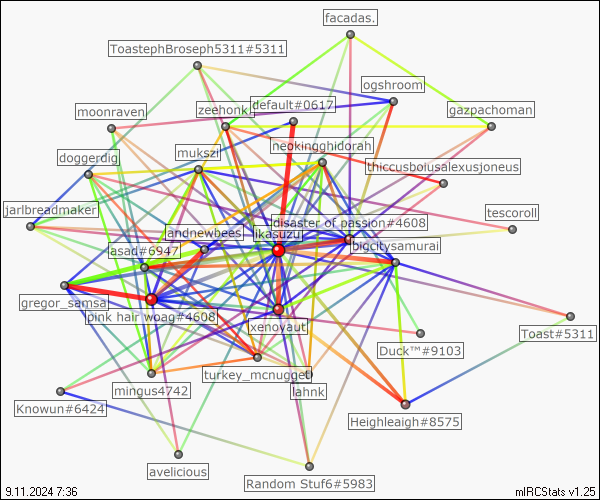 facadas.
ToastephBroseph5311#5311
ogshroom
default#0617
zeehonk
moonraven
gazpachoman
neokingghidorah
mukszi
doggerdig
thiccusbolusalexusjoneus
jarlbreadmaker
tescoroll
disaster of passion#4608
andnewbees
ikasuzu
bigcitysamurai
asad#6947
gregor_samsa
pink hair woag#4608
xenovaut
Toast#5311
Duck™#9103
turkey_mcnugget
mingus4742
lahnk
Knowun#6424
Heighleaigh#8575
avelicious
Random Stuf6#5983
9.11.2024 7:36
mIRCStats v1.25